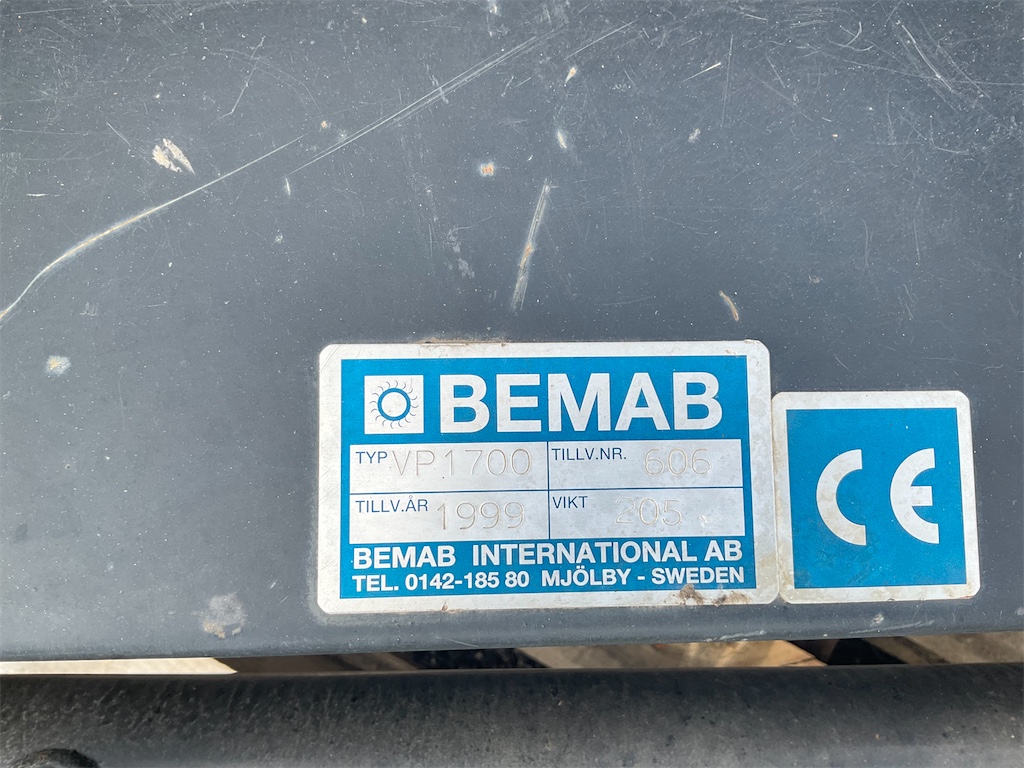 BEMAB
TYP VP1700 TILLV.NR. 606
TILLV.ÅR 1999 VIKT 205
BEMAB INTERNATIONAL AB
TEL. 0142-185 80 MJÖLBY - SWEDEN
CE